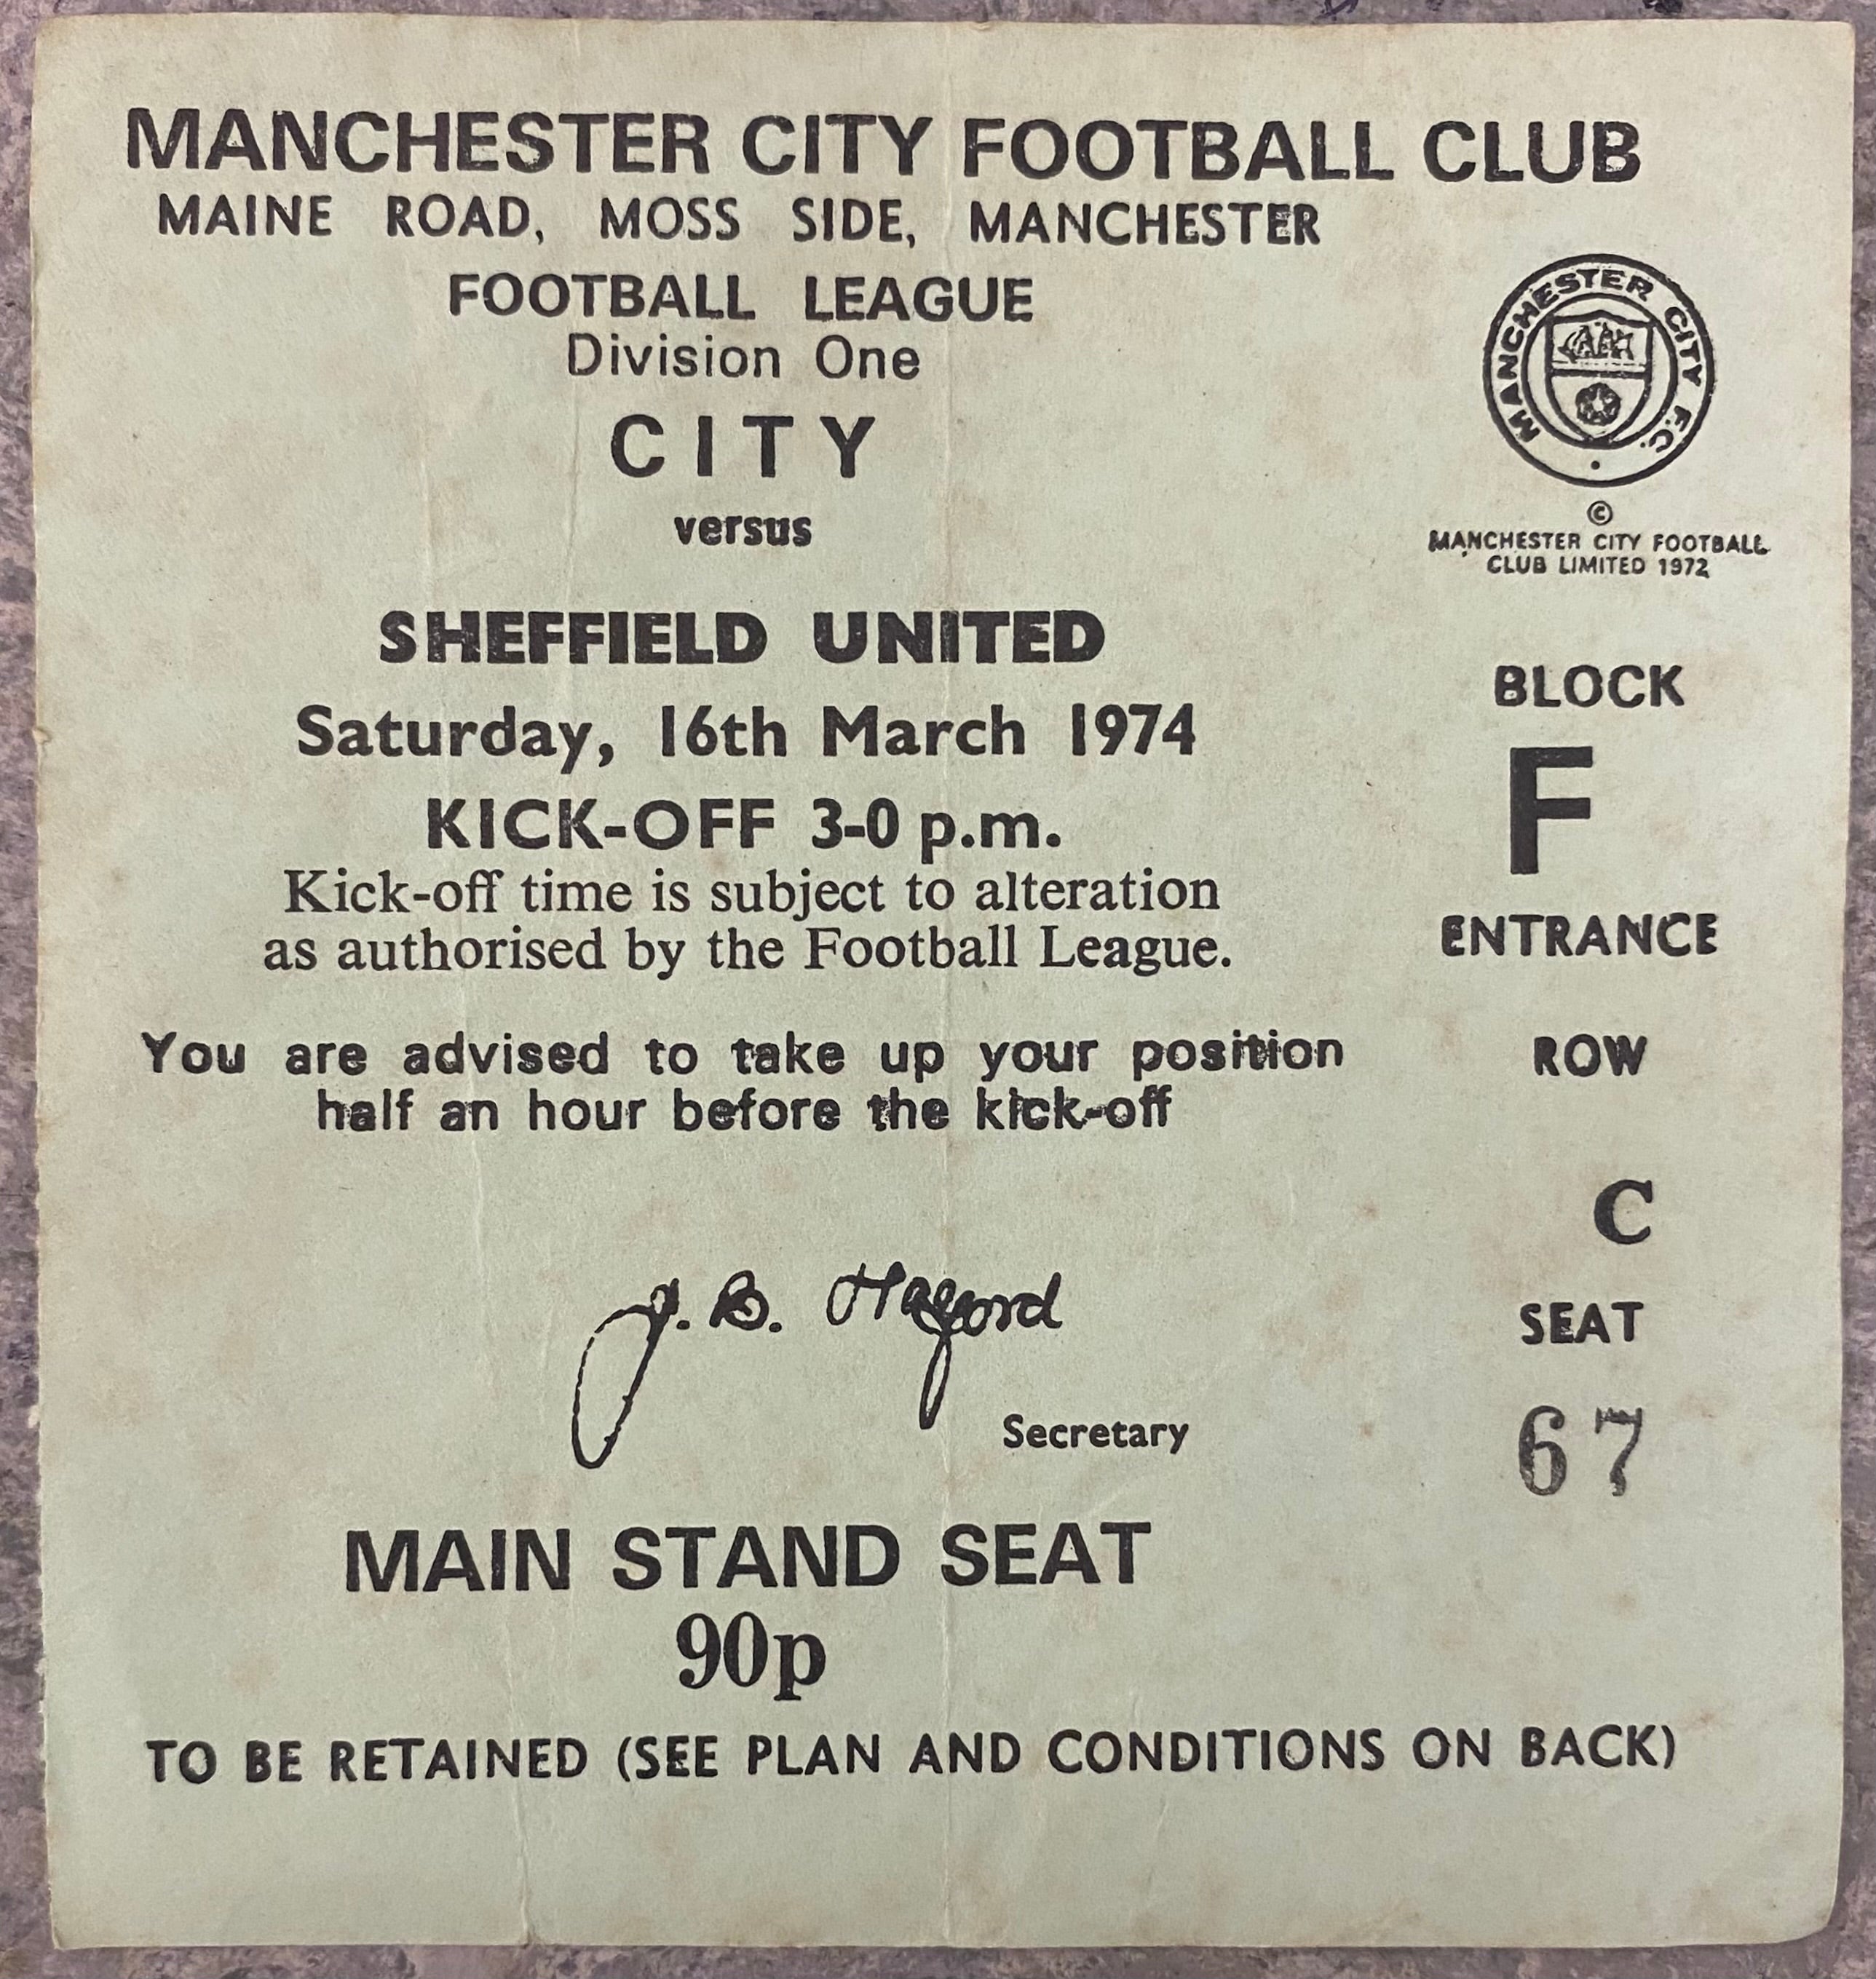 MANCHESTER CITY FOOTBALL CLUB
MAINE ROAD, MOSS SIDE, MANCHESTER
FOOTBALL LEAGUE
Division One
CITY
versus
SHEFFIELD UNITED
Saturday, 16th March 1974
KICK-OFF 3-0 p.m.
Kick-off time is subject to alteration
as authorised by the Football League.
You are advised to take up your position
half an hour before the kick-off
J. B. Halford
Secretary
MAIN STAND SEAT
90p
TO BE RETAINED (SEE PLAN AND CONDITIONS ON BACK)
MANCHESTER CITY F.C.
©
MANCHESTER CITY FOOTBALL
CLUB LIMITED 1972
BLOCK
F
ENTRANCE
ROW
C
SEAT
67